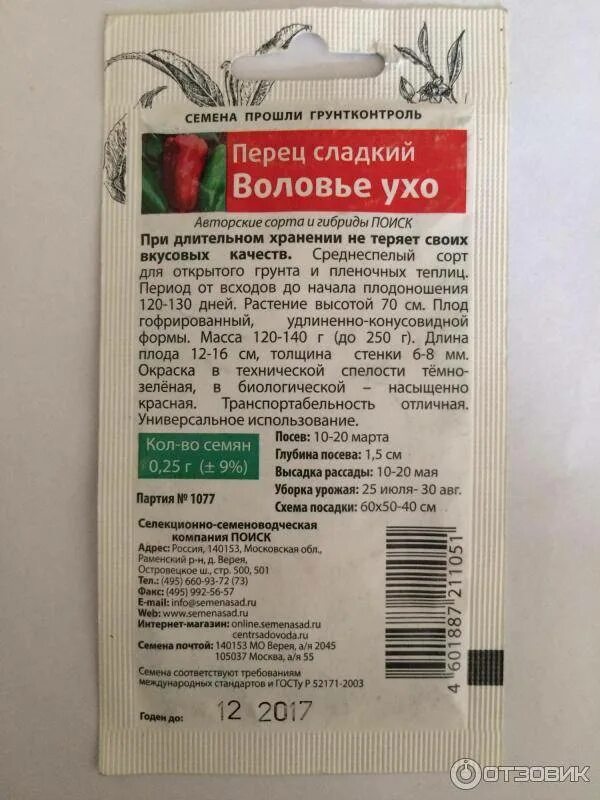 СЕМЕНА ПРОШЛИ ГРУНТКОНТРОЛЬ
Перец сладкий
Воловье ухо
Авторские сорта и гибриды ПОИСК
При длительном хранении не теряет своих
вкусовых качеств. Среднеспелый сорт
для открытого грунта и пленочных теплиц.
Период от всходов до начала плодоношения
120-130 дней. Растение высотой 70 см. Плод
гофрированный, удлиненно-конусовидной
формы. Масса 120-140 г (до 250 г). Длина
плода 12-16 см, толщина стенки 6-8 мм.
Окраска в технической спелости тёмно-
зелёная, в биологической – насыщенно
красная. Транспортабельность отличная.
Универсальное использование.
Кол-во семян
0,25 г (± 9%)
Посев: 10-20 марта
Глубина посева: 1,5 см
Высадка рассады: 10-20 мая
Уборка урожая: 25 июля- 30 авг.
Схема посадки: 60х50-40 см
Партия № 1077
Селекционно-семеноводческая
компания ПОИСК
Адрес: Россия, 140153, Московская обл.,
Раменский р-н, д. Верея,
Островецкое ш., стр. 500, 501
Тел.: (495) 660-93-72 (73)
Факс: (495) 992-56-57
E-mail: info@semenasad.ru
Web: www.semenasad.ru
Интернет-магазин: online.semenasad.ru
centrsadovoda.ru
Семена почтой: 140153 МО Верея, а/я 2045
105037 Москва, а/я 55
Семена соответствуют требованиям
международных стандартов и ГОСТу Р 52171-2003
Годен до: 12 2017
4 601887 211051
ОТЗОВИК